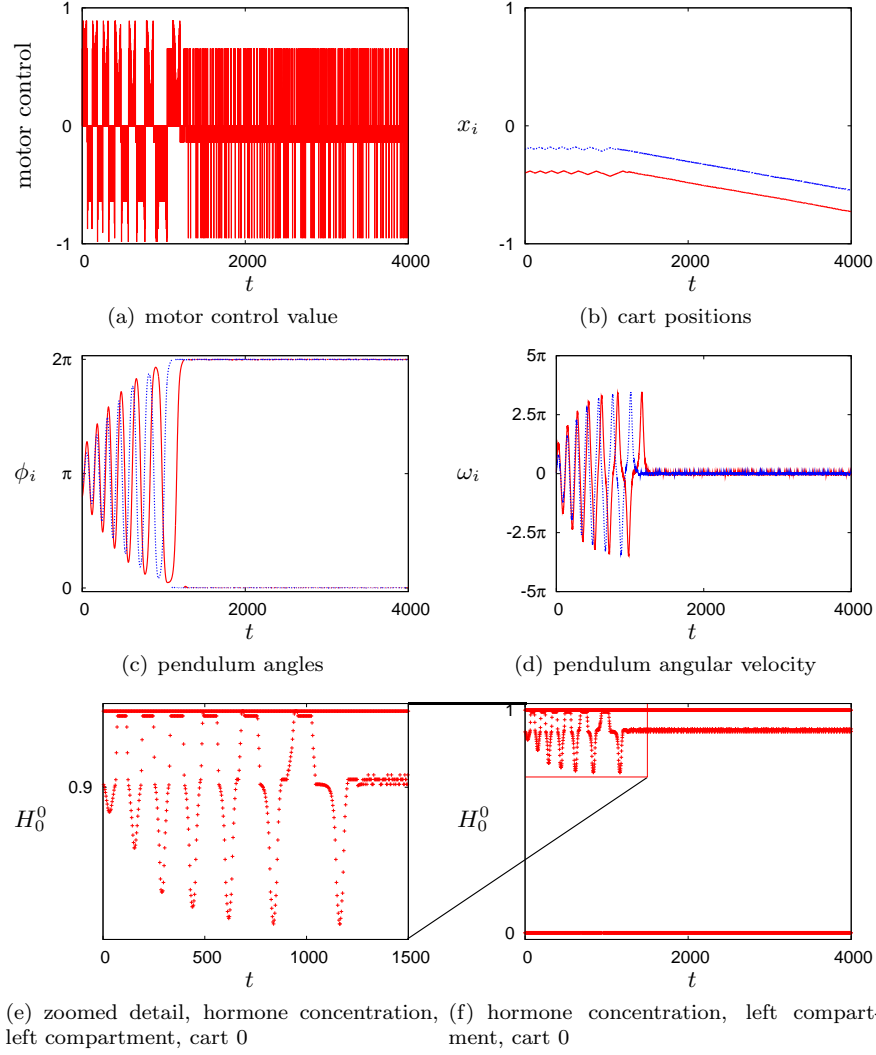 1
0
-1
motor control
0
2000
4000
t
(a) motor control value
1
0
-1
x_i
0
2000
4000
t
(b) cart positions
2π
π
0
ϕ_i
0
2000
4000
t
(c) pendulum angles
5π
2.5π
0
-2.5π
-5π
ω_i
0
2000
4000
t
(d) pendulum angular velocity
0.9
H_0^0
0
500
1000
1500
t
(e) zoomed detail, hormone concentration,
left compartment, cart 0
1
H_0^0
0
0
2000
4000
t
(f) hormone concentration, left compart-
ment, cart 0